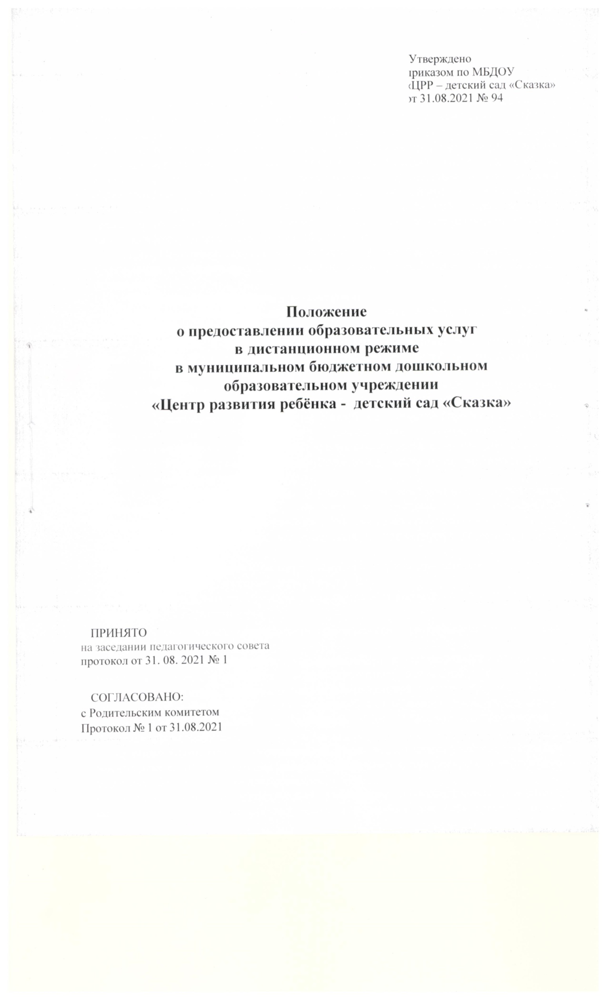 Утверждено
приказом по МБДОУ
«ЦРР – детский сад «Сказка»
от 31.08.2021 № 94
Положение
о предоставлении образовательных услуг
в дистанционном режиме
в муниципальном бюджетном дошкольном
образовательном учреждении
«Центр развития ребёнка - детский сад «Сказка»
ПРИНЯТО
на заседании педагогического совета
протокол от 31. 08. 2021 № 1
СОГЛАСОВАНО:
с Родительским комитетом
Протокол № 1 от 31.08.2021